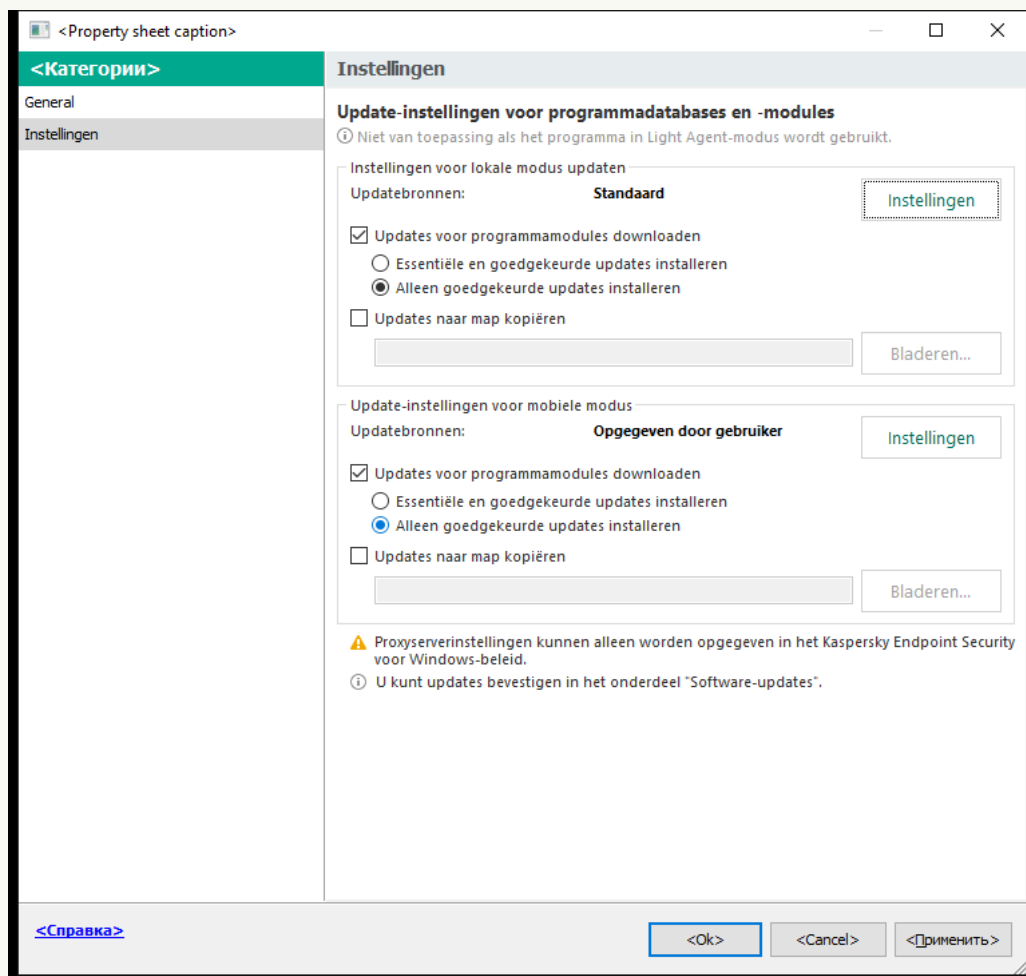 <Property sheet caption>
<Категории>
General
Instellingen
Instellingen
Update-instellingen voor programmadatabases en -modules
Niet van toepassing als het programma in Light Agent-modus wordt gebruikt.
Instellingen voor lokale modus updaten
Updatebronnen: Standaard Instellingen
Updates voor programmamodules downloaden
Essentiële en goedgekeurde updates installeren
Alleen goedgekeurde updates installeren
Updates naar map kopiëren
Bladeren...
Update-instellingen voor mobiele modus
Updatebronnen: Opgegeven door gebruiker Instellingen
Updates voor programmamodules downloaden
Essentiële en goedgekeurde updates installeren
Alleen goedgekeurde updates installeren
Updates naar map kopiëren
Bladeren...
Proxyserverinstellingen kunnen alleen worden opgegeven in het Kaspersky Endpoint Security
voor Windows-beleid.
U kunt updates bevestigen in het onderdeel "Software-updates".
<Справка>
<Ok> <Cancel> <Применить>